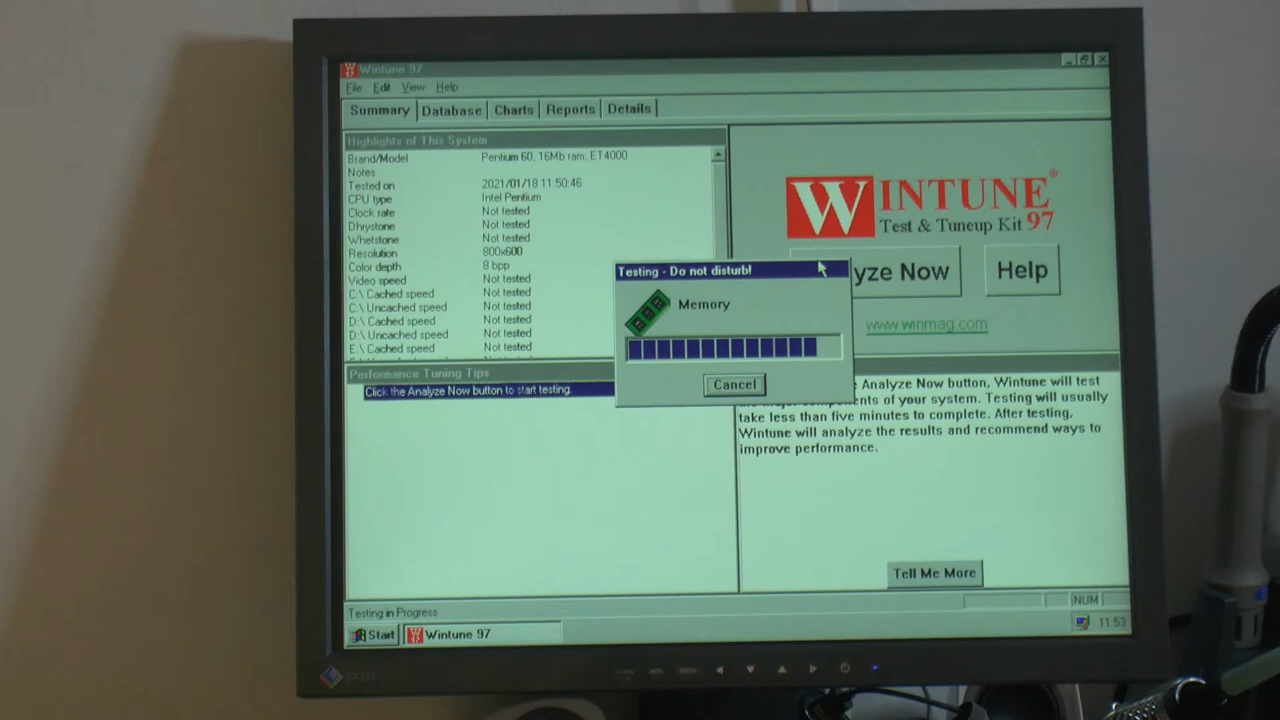 Wintune 97
File Edit View Help
Summary Database Charts Reports Details
Highlights of This System
Brand/Model Pentium 60, 16Mb ram, ET4000
Notes
Tested on 2021/01/18 11:50:46
CPU type Intel Pentium
Clock rate Not tested
Dhrystone Not tested
Whetstone Not tested
Resolution 800x600
Color depth 8 bpp
Video speed Not tested
C:\ Cached speed Not tested
C:\ Uncached speed Not tested
D:\ Cached speed Not tested
D:\ Uncached speed Not tested
E:\ Cached speed Not tested
WINTUNE®
Test & Tuneup Kit 97
yze Now Help
www.winmag.com
Testing - Do not disturb!
Memory
Cancel
Performance Tuning Tips
Click the Analyze Now button to start testing.
Analyze Now button, Wintune will test
components of your system. Testing will usually
take less than five minutes to complete. After testing,
Wintune will analyze the results and recommend ways to
improve performance.
Tell Me More
Testing in Progress
NUM
Start Wintune 97 11:53